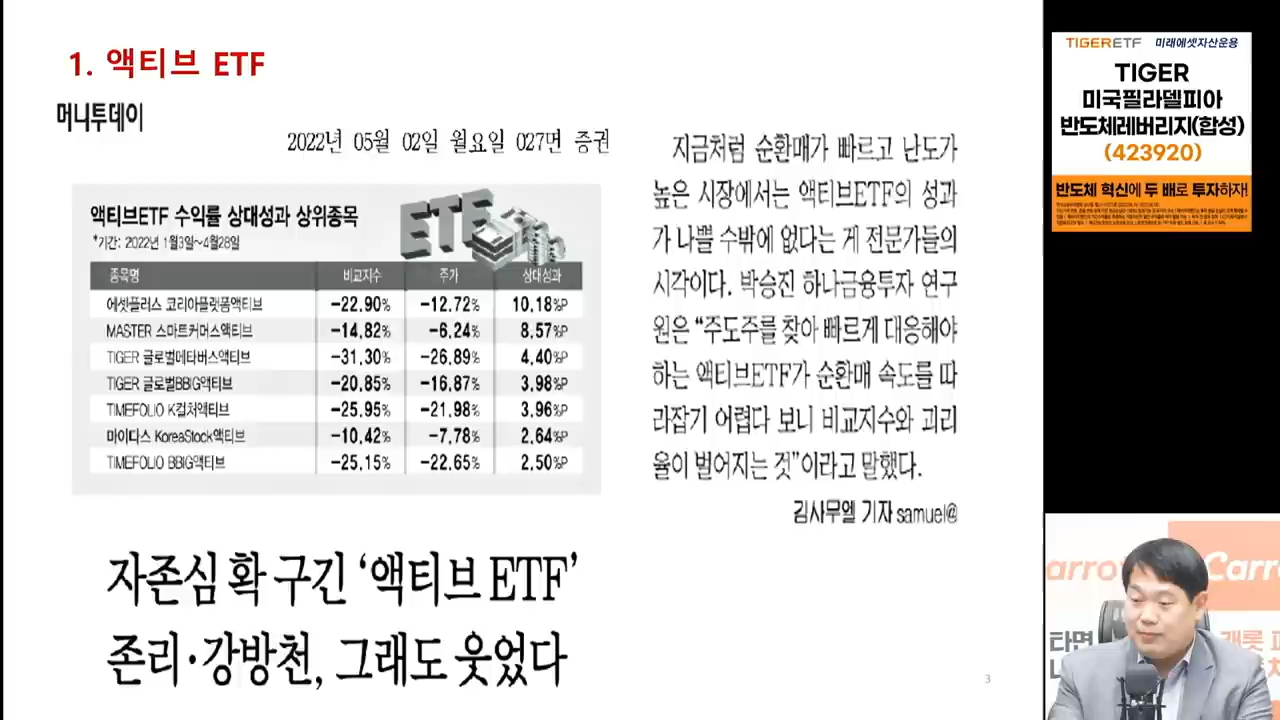 1. 액티브 ETF
머니투데이
2022년 05월 02일 월요일 027면 증권
액티브ETF 수익률 상대성과 상위종목
*기간: 2022년 1월3일~4월28일
ETF
종목명 비교지수 주가 상대성과
에셋플러스 코리아플랫폼액티브 -22.90% -12.72% 10.18%P
MASTER 스마트커머스액티브 -14.82% -6.24% 8.57%P
TIGER 글로벌메타버스액티브 -31.30% -26.89% 4.40%P
TIGER 글로벌BBIG액티브 -20.85% -16.87% 3.98%P
TIMEFOLIO K컬처액티브 -25.95% -21.98% 3.96%P
마이다스 KoreaStock액티브 -10.42% -7.78% 2.64%P
TIMEFOLIO BBIG액티브 -25.15% -22.65% 2.50%P
자존심 확 구긴 ‘액티브 ETF’
존리·강방천, 그래도 웃었다
지금처럼 순환매가 빠르고 난도가
높은 시장에서는 액티브ETF의 성과
가 나쁠 수밖에 없다는 게 전문가들의
시각이다. 박승진 하나금융투자 연구
원은 “주도주를 찾아 빠르게 대응해야
하는 액티브ETF가 순환매 속도를 따
라잡기 어렵다 보니 비교지수와 괴리
율이 벌어지는 것”이라고 말했다.
김사무엘 기자 samuel@
3
TIGER ETF 미래에셋자산운용
TIGER
미국필라델피아
반도체레버리지(합성)
(423920)
반도체 혁신에 두 배로 투자하자!
arro
Carr
타면
캐롯 퍼